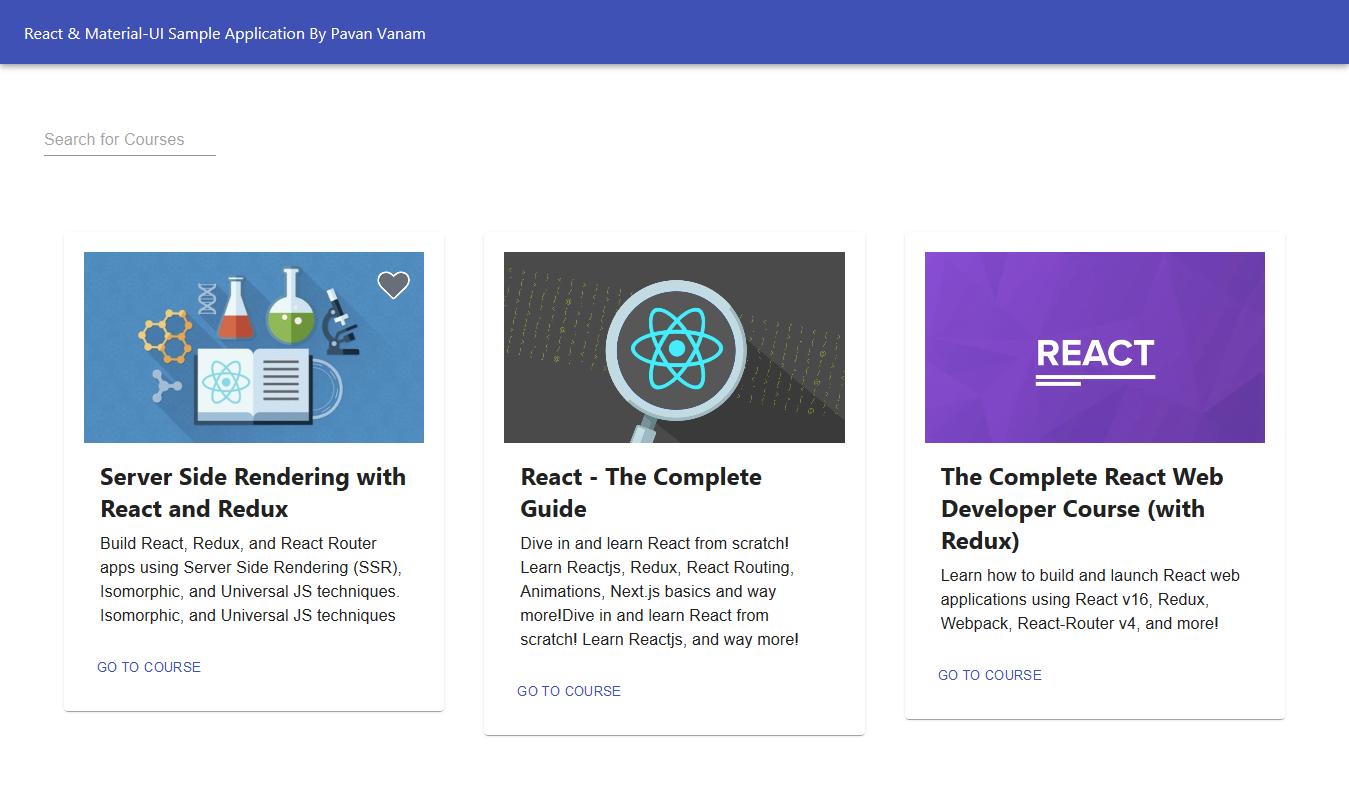 React & Material-UI Sample Application By Pavan Vanam
Search for Courses
REACT
Server Side Rendering with
React and Redux
Build React, Redux, and React Router
apps using Server Side Rendering (SSR),
Isomorphic, and Universal JS techniques.
Isomorphic, and Universal JS techniques
GO TO COURSE
React - The Complete
Guide
Dive in and learn React from scratch!
Learn Reactjs, Redux, React Routing,
Animations, Next.js basics and way
more!Dive in and learn React from
scratch! Learn Reactjs, and way more!
GO TO COURSE
The Complete React Web
Developer Course (with
Redux)
Learn how to build and launch React web
applications using React v16, Redux,
Webpack, React-Router v4, and more!
GO TO COURSE